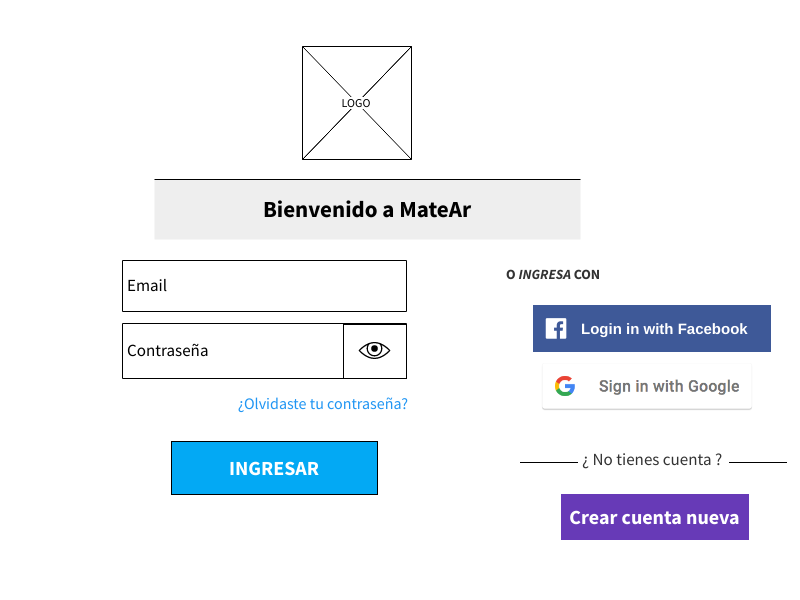 LOGO
Bienvenido a MateAr
Email
Contraseña
¿Olvidaste tu contraseña?
INGRESAR
O INGRESA CON
Login in with Facebook
Sign in with Google
¿ No tienes cuenta ?
Crear cuenta nueva